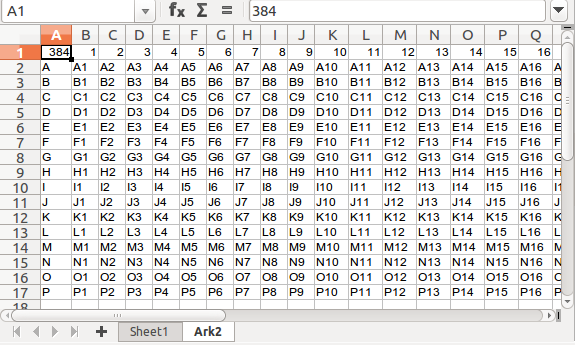 A1 fx Σ = 384
A B C D E F G H I J K L M N O P Q
1 384 1 2 3 4 5 6 7 8 9 10 11 12 13 14 15 16
2 A A1 A2 A3 A4 A5 A6 A7 A8 A9 A10 A11 A12 A13 A14 A15 A16 A
3 B B1 B2 B3 B4 B5 B6 B7 B8 B9 B10 B11 B12 B13 B14 B15 B16 B
4 C C1 C2 C3 C4 C5 C6 C7 C8 C9 C10 C11 C12 C13 C14 C15 C16 C
5 D D1 D2 D3 D4 D5 D6 D7 D8 D9 D10 D11 D12 D13 D14 D15 D16 D
6 E E1 E2 E3 E4 E5 E6 E7 E8 E9 E10 E11 E12 E13 E14 E15 E16 E
7 F F1 F2 F3 F4 F5 F6 F7 F8 F9 F10 F11 F12 F13 F14 F15 F16 F
8 G G1 G2 G3 G4 G5 G6 G7 G8 G9 G10 G11 G12 G13 G14 G15 G16 G
9 H H1 H2 H3 H4 H5 H6 H7 H8 H9 H10 H11 H12 H13 H14 H15 H16 H
10 I I1 I2 I3 I4 I5 I6 I7 I8 I9 I10 I11 I12 I13 I14 I15 I16 I
11 J J1 J2 J3 J4 J5 J6 J7 J8 J9 J10 J11 J12 J13 J14 J15 J16 J
12 K K1 K2 K3 K4 K5 K6 K7 K8 K9 K10 K11 K12 K13 K14 K15 K16 K
13 L L1 L2 L3 L4 L5 L6 L7 L8 L9 L10 L11 L12 L13 L14 L15 L16 L
14 M M1 M2 M3 M4 M5 M6 M7 M8 M9 M10 M11 M12 M13 M14 M15 M16 M
15 N N1 N2 N3 N4 N5 N6 N7 N8 N9 N10 N11 N12 N13 N14 N15 N16 N
16 O O1 O2 O3 O4 O5 O6 O7 O8 O9 O10 O11 O12 O13 O14 O15 O16 O
17 P P1 P2 P3 P4 P5 P6 P7 P8 P9 P10 P11 P12 P13 P14 P15 P16 P
18
Sheet1 Ark2